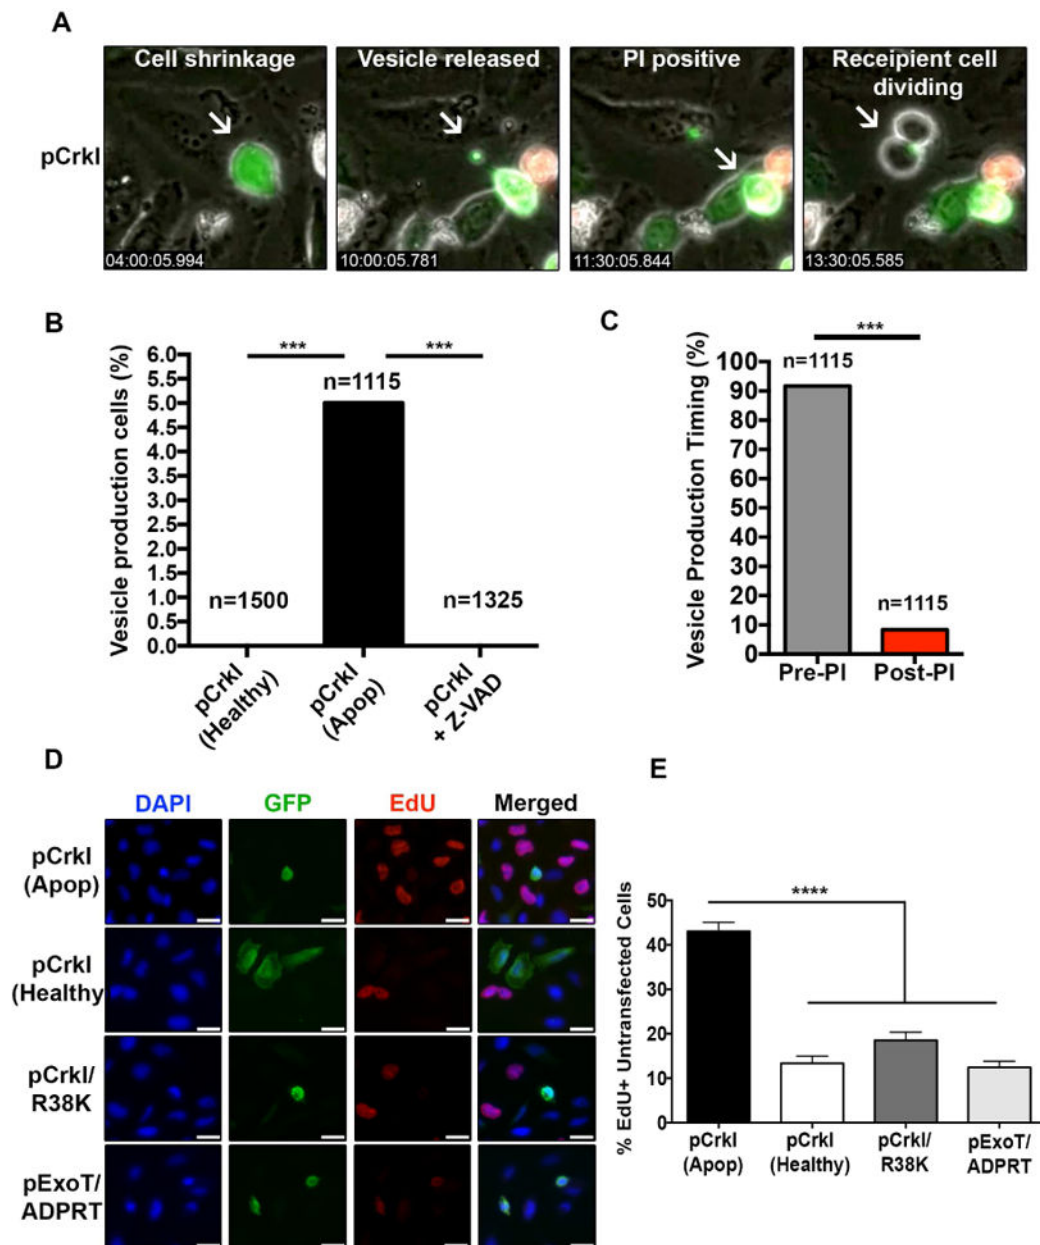 A
pCrkI
Cell shrinkage
04:00:05.994
Vesicle released
10:00:05.781
PI positive
11:30:05.844
Receipient cell
dividing
13:30:05.585
B
Vesicle production cells (%)
6.0
5.5
5.0
4.5
4.0
3.5
3.0
2.5
2.0
1.5
1.0
0.5
0.0
***
***
n=1500
n=1115
n=1325
pCrkI
(Healthy)
pCrkI
(Apop)
pCrkI
+ Z-VAD
C
Vesicle Production Timing (%)
100
90
80
70
60
50
40
30
20
10
0
***
n=1115
n=1115
Pre-PI
Post-PI
D
DAPI
GFP
EdU
Merged
pCrkI
(Apop)
pCrkI
(Healthy
pCrkI/
R38K
pExoT/
ADPRT
E
% EdU+ Untransfected Cells
50
40
30
20
10
0
****
pCrkI
(Apop)
pCrkI
(Healthy)
pCrkI/
R38K
pExoT/
ADPRT